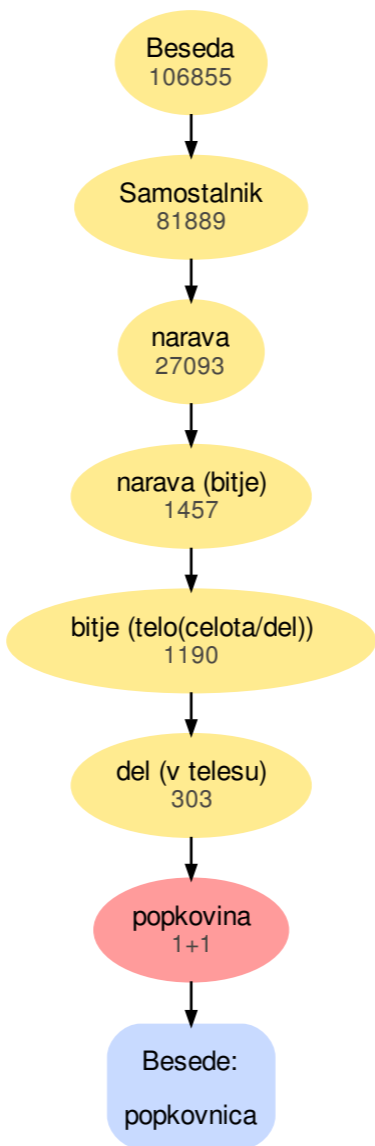 Beseda
106855
Samostalnik
81889
narava
27093
narava (bitje)
1457
bitje (telo(celota/del))
1190
del (v telesu)
303
popkovina
1+1
Besede:
popkovnica